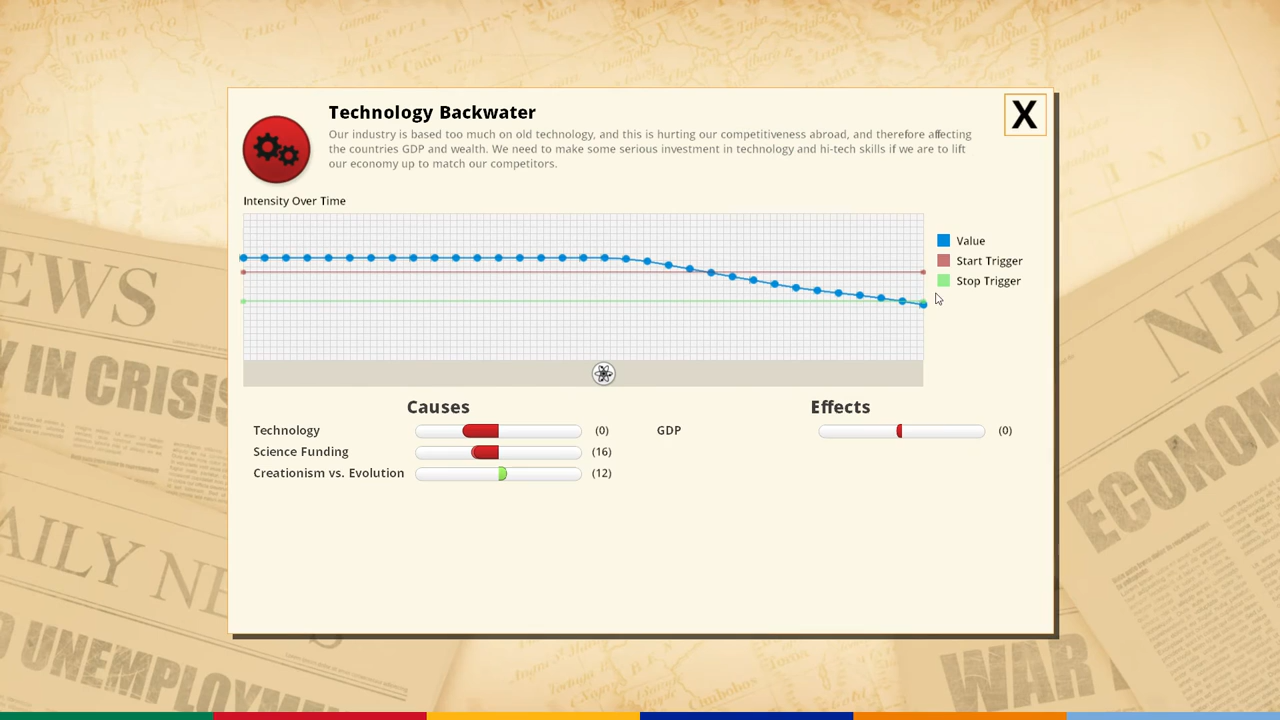 Technology Backwater
X
Our industry is based too much on old technology, and this is hurting our competitiveness abroad, and therefore affecting
the countries GDP and wealth. We need to make some serious investment in technology and hi-tech skills if we are to lift
our economy up to match our competitors.
Intensity Over Time
Value
Start Trigger
Stop Trigger
Causes
Effects
Technology (0)
GDP (0)
Science Funding (16)
Creationism vs. Evolution (12)
EWS
Y IN CRISIS
AILY NE
UNEMPLOYM
NE
ECONOM
WAR